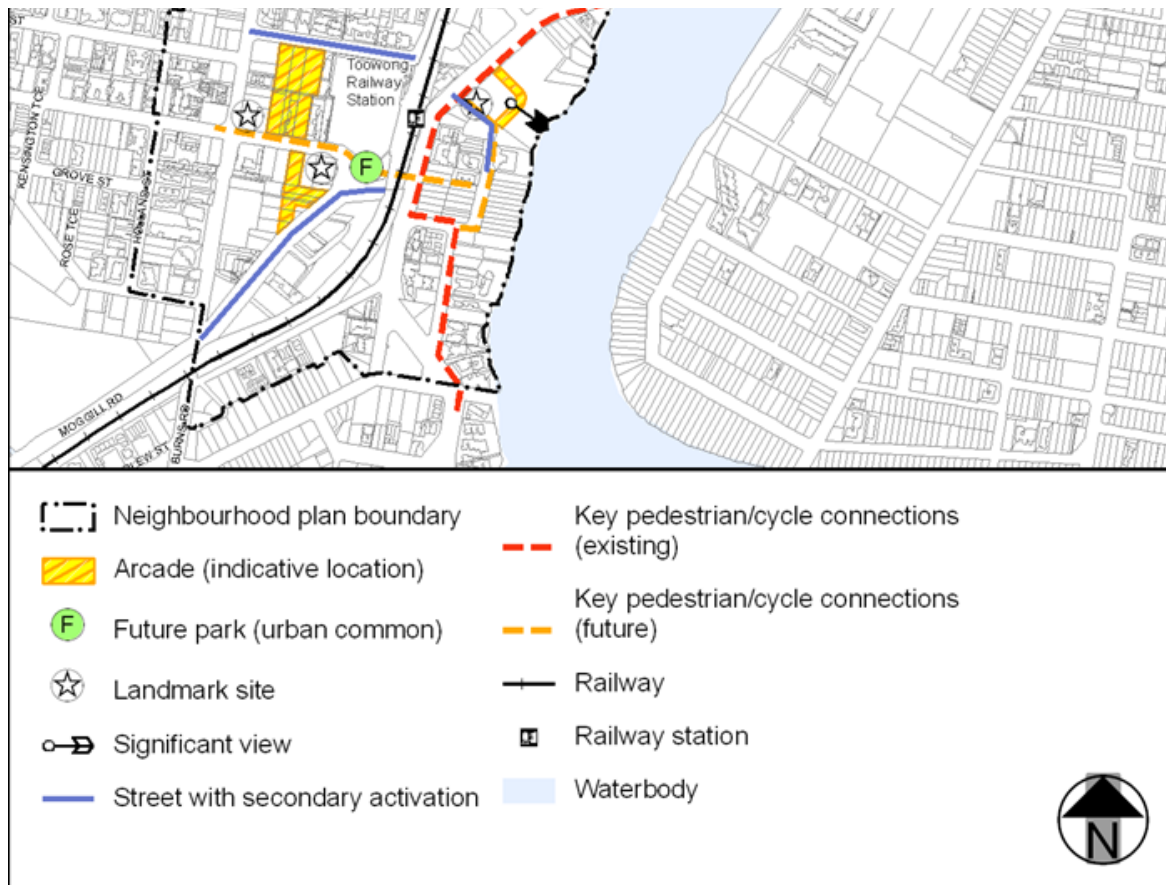 ST
Toowong
Railway
Station
KENSINGTON TCE
GROVE ST
ROSE TCE
MOGGILL RD
BURNS RD
Neighbourhood plan boundary
Arcade (indicative location)
F
Future park (urban common)
Landmark site
Significant view
Street with secondary activation
Key pedestrian/cycle connections
(existing)
Key pedestrian/cycle connections
(future)
Railway
Railway station
Waterbody
F
N